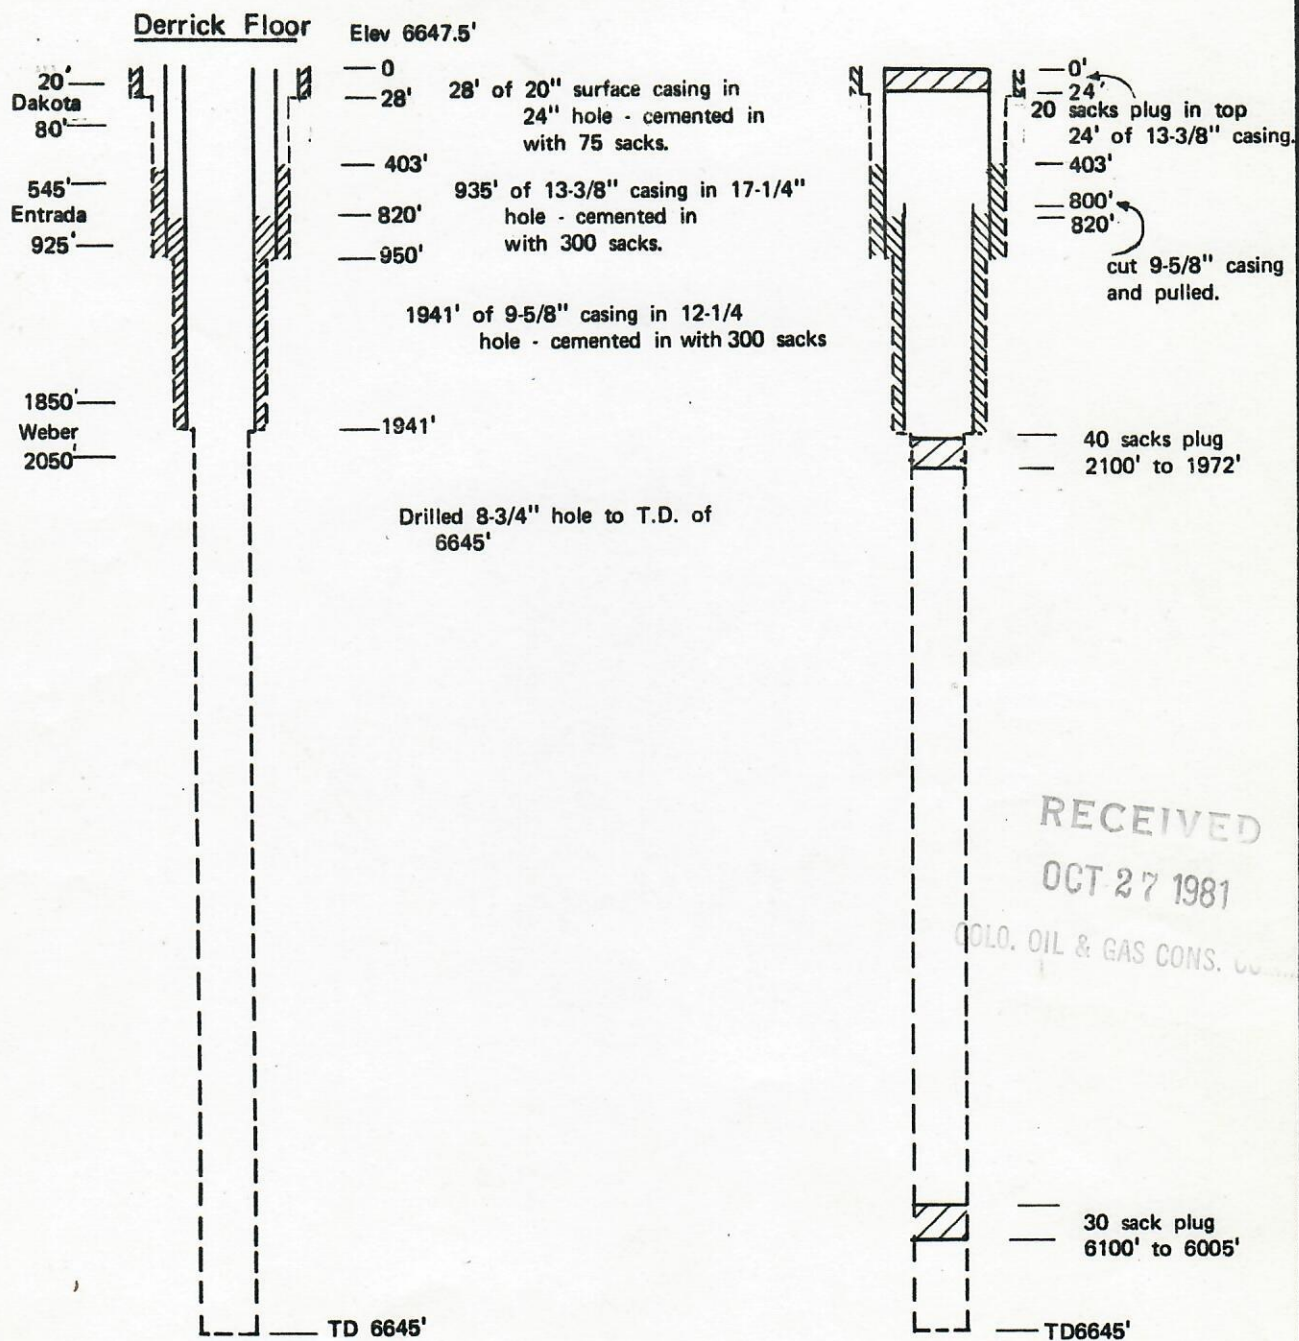 Derrick Floor
Elev 6647.5'
20'
Dakota
80'
545'
Entrada
925'
1850'
Weber
2050'
0
28'
403'
820'
950'
1941'
28' of 20" surface casing in
24" hole - cemented in
with 75 sacks.
935' of 13-3/8" casing in 17-1/4"
hole - cemented in
with 300 sacks.
1941' of 9-5/8" casing in 12-1/4
hole - cemented in with 300 sacks
Drilled 8-3/4" hole to T.D. of
6645'
TD 6645'
0'
24'
20 sacks plug in top
24' of 13-3/8" casing.
403'
800'
820'
cut 9-5/8" casing
and pulled.
40 sacks plug
2100' to 1972'
RECEIVED
OCT 27 1981
COLO. OIL & GAS CONS.
30 sack plug
6100' to 6005'
TD6645'